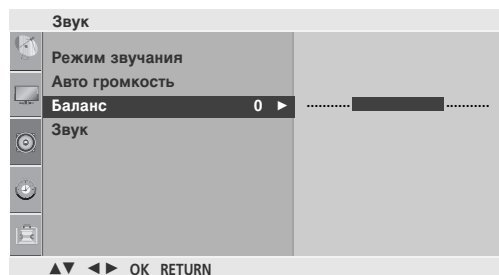 Звук
Режим звучания
Авто громкость
Баланс 0 ►
Звук
▲▼ ◄► OK RETURN